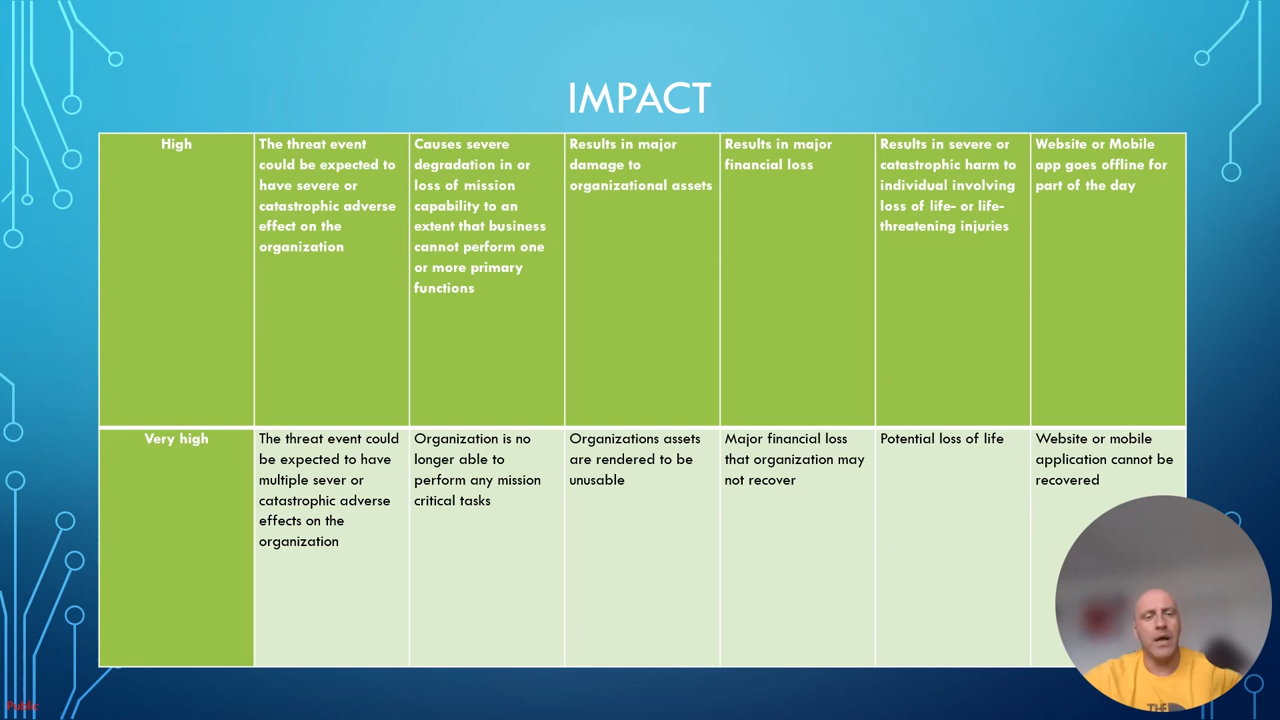 IMPACT
High
The threat event
could be expected to
have severe or
catastrophic adverse
effect on the
organization
Causes severe
degradation in or
loss of mission
capability to an
extent that business
cannot perform one
or more primary
functions
Results in major
damage to
organizational assets
Results in major
financial loss
Results in severe or
catastrophic harm to
individual involving
loss of life- or life-
threatening injuries
Website or Mobile
app goes offline for
part of the day
Very high
The threat event could
be expected to have
multiple sever or
catastrophic adverse
effects on the
organization
Organization is no
longer able to
perform any mission
critical tasks
Organizations assets
are rendered to be
unusable
Major financial loss
that organization may
not recover
Potential loss of life
Website or mobile
application cannot be
recovered
THE
Public